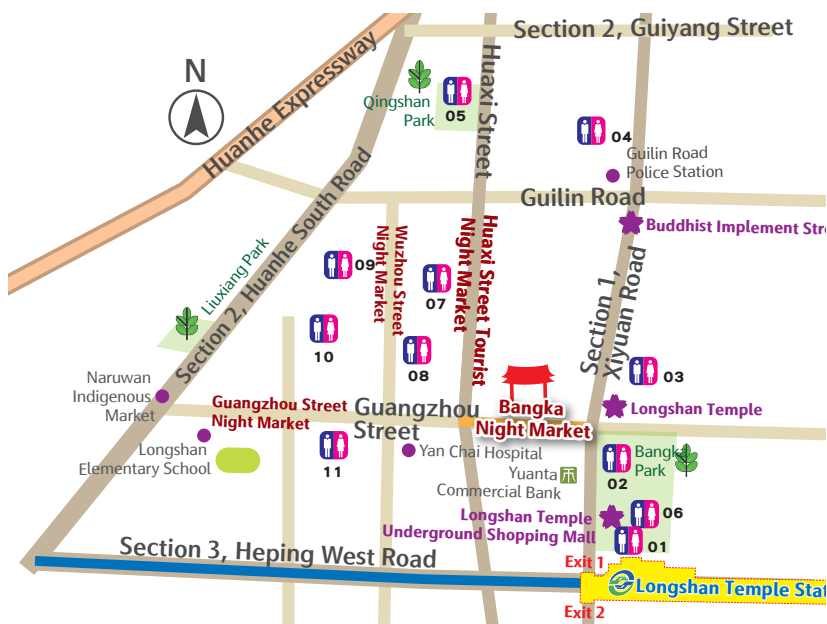 Section 2, Guiyang Street
N
Huanhe Expressway
Huaxi Street
Qingshan
Park
05
04
Guilin Road
Police Station
Guilin Road
Buddhist Implement Stre
Section 2, Huanhe South Road
Liuxiang Park
09
Wuzhou Street
Night Market
07
Huaxi Street Tourist
Night Market
Section 1,
Xiyuan Road
10
08
03
Naruwan
Indigenous
Market
Guangzhou Street
Night Market
Guangzhou
Street
Bangka
Night Market
Longshan Temple
Longshan
Elementary School
11
Yan Chai Hospital
Yuanta
Commercial Bank
02
Bangka
Park
Longshan Temple
Underground Shopping Mall
06
01
Section 3, Heping West Road
Exit 1
Longshan Temple Stat
Exit 2